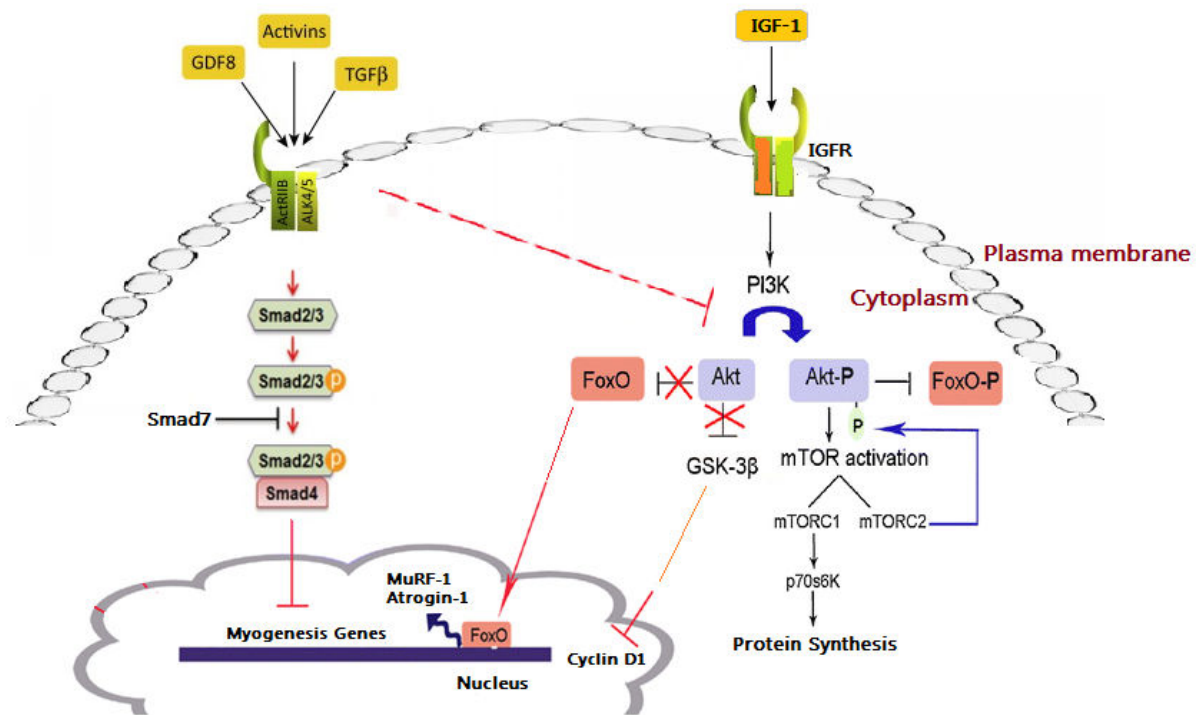 Activins
GDF8
TGFβ
IGF-1
ActRIIB
ALK4/5
IGFR
Plasma membrane
PI3K
Cytoplasm
Smad2/3
Smad2/3 p
Smad7
Smad2/3 p
Smad4
FoxO
Akt
Akt-P
FoxO-P
P
GSK-3β
mTOR activation
mTORC1
mTORC2
p70s6K
Protein Synthesis
MuRF-1
Atrogin-1
Myogenesis Genes
FoxO
Cyclin D1
Nucleus